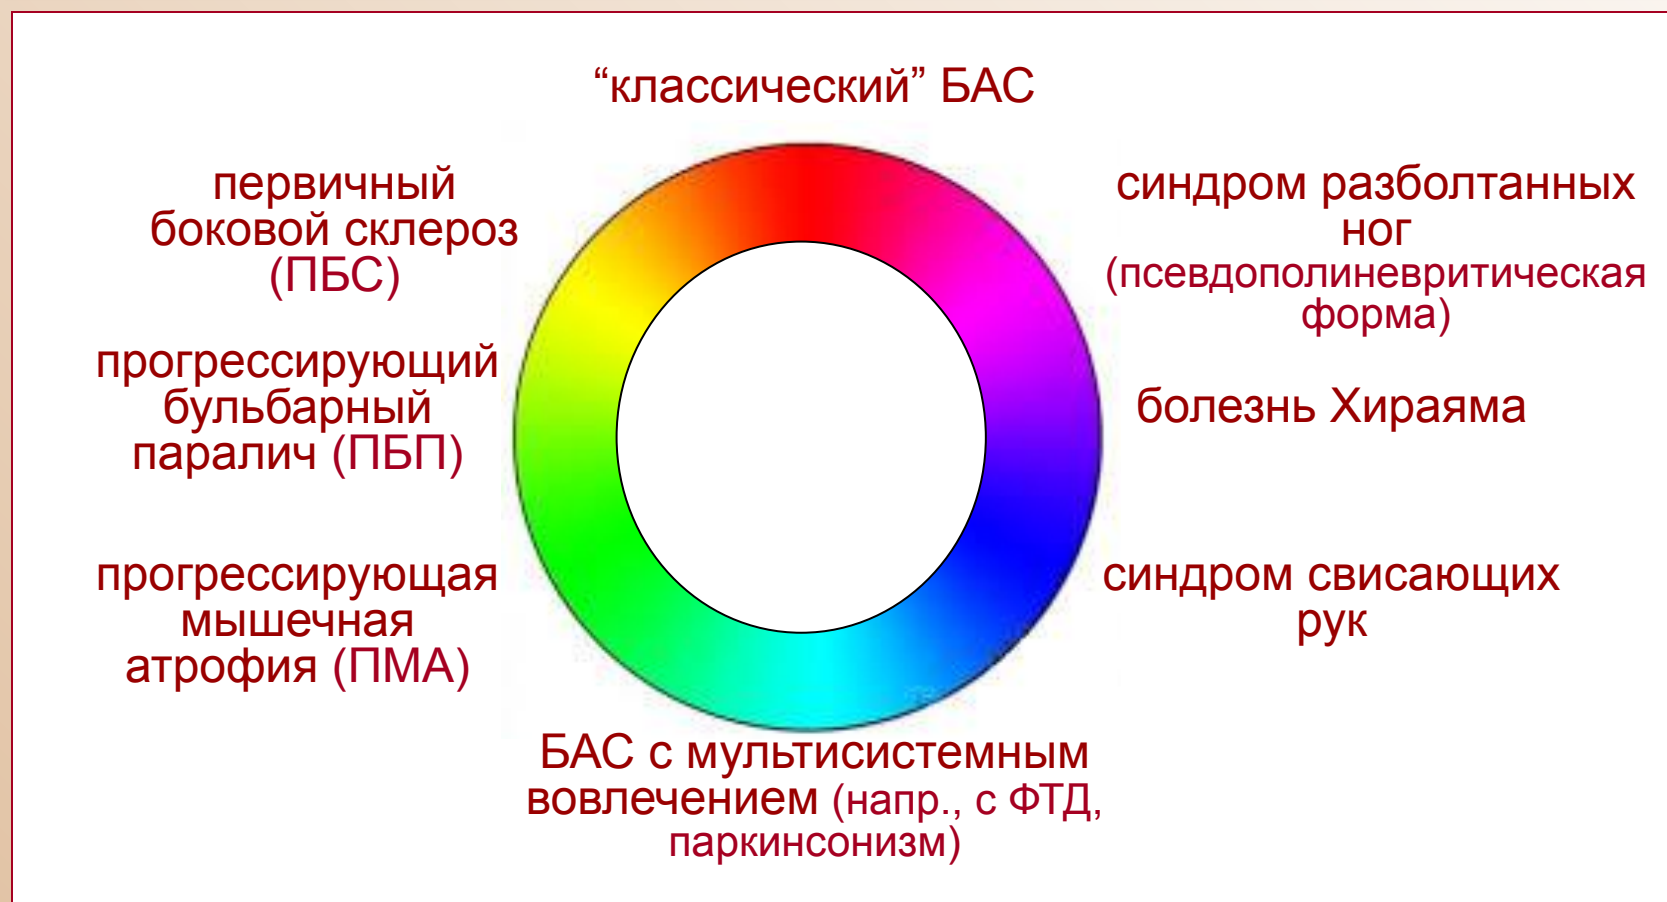 “классический” БАС
первичный
боковой склероз
(ПБС)
прогрессирующий
бульбарный
паралич (ПБП)
прогрессирующая
мышечная
атрофия (ПМА)
синдром разболтанных
ног
(псевдополиневритическая
форма)
болезнь Хираяма
синдром свисающих
рук
БАС с мультисистемным
вовлечением (напр., с ФТД,
паркинсонизм)